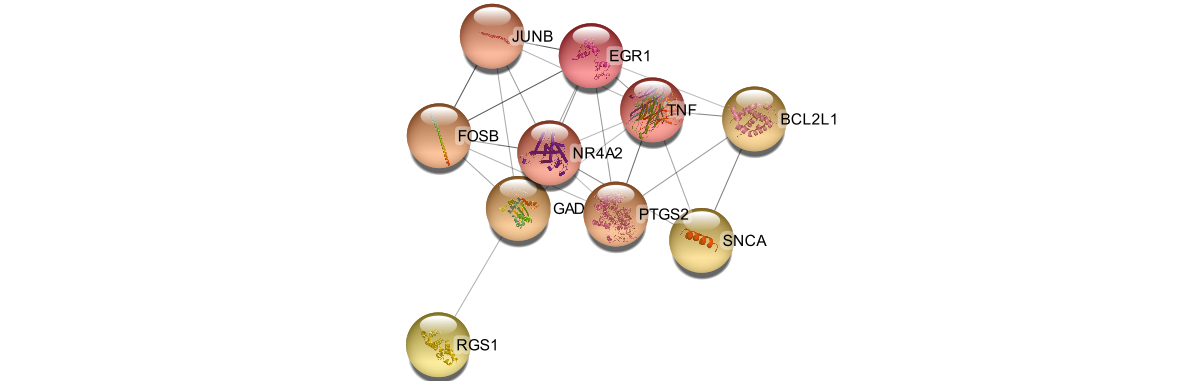 JUNB
EGR1
TNF
BCL2L1
FOSB
NR4A2
GAD
PTGS2
SNCA
RGS1